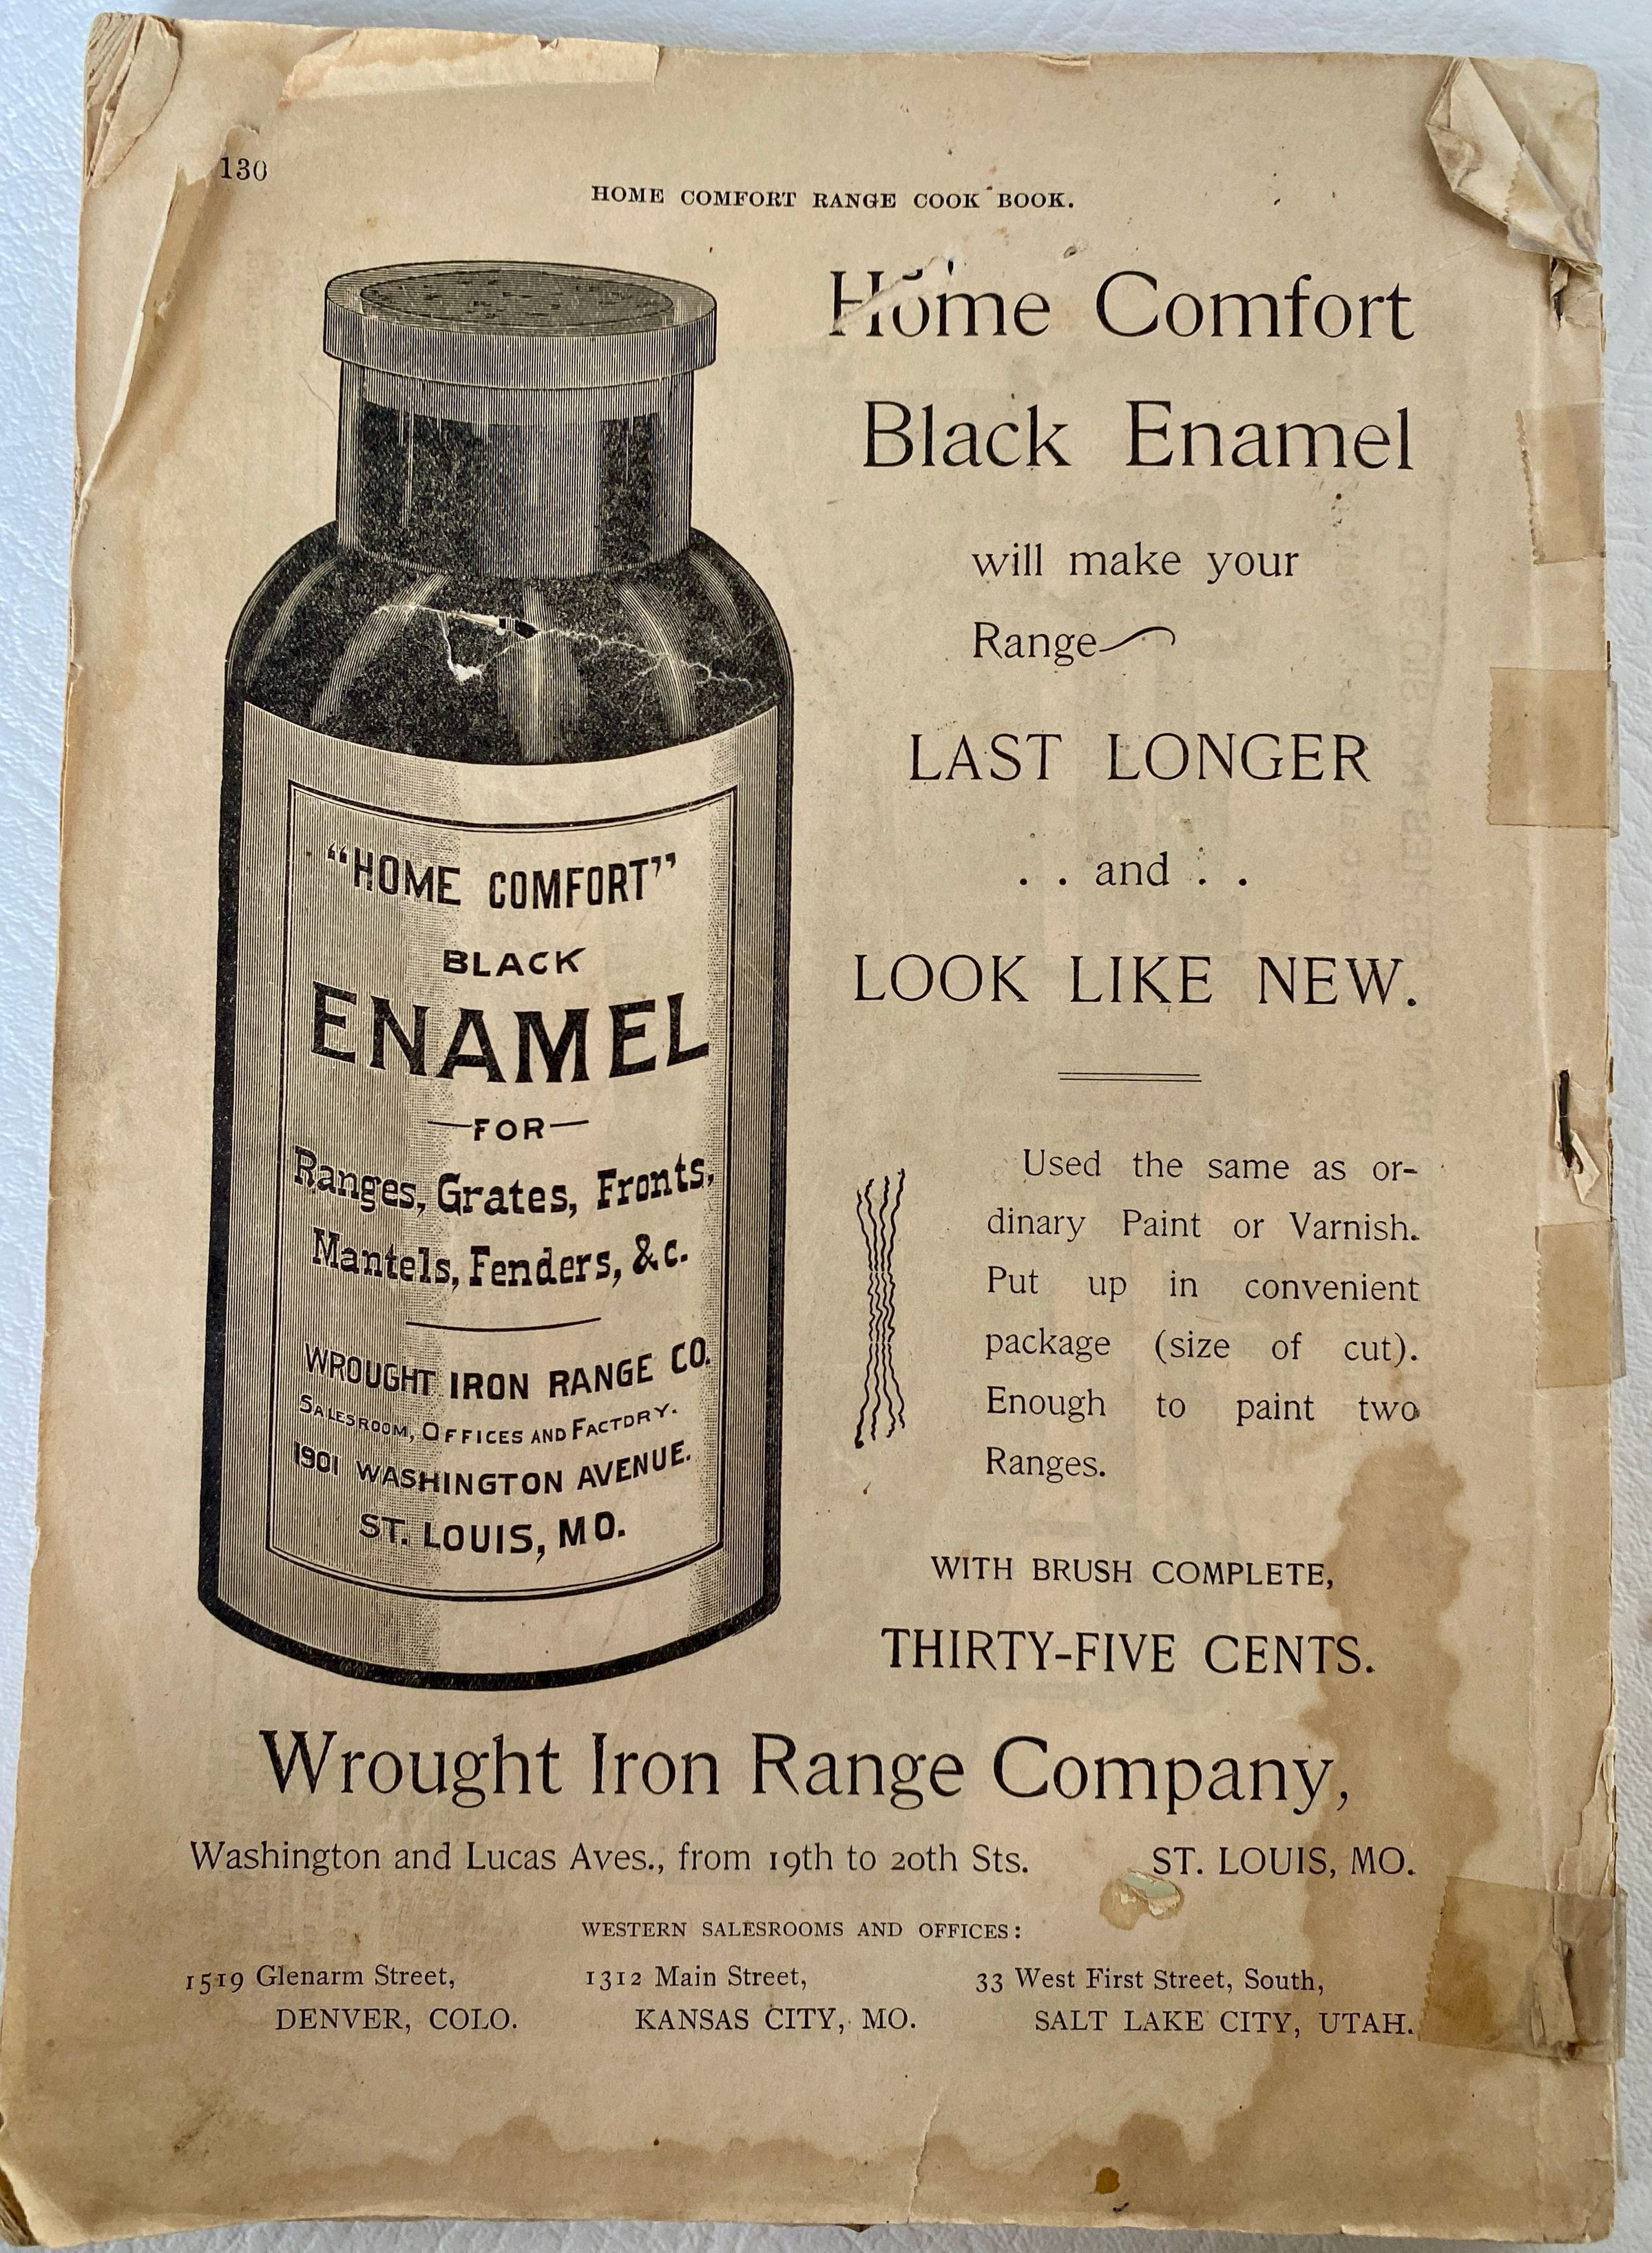 130
HOME COMFORT RANGE COOK BOOK.
Home Comfort
Black Enamel
will make your
Range
LAST LONGER
. . and . .
LOOK LIKE NEW.
"HOME COMFORT"
BLACK
ENAMEL
—FOR—
Ranges, Grates, Fronts,
Mantels, Fenders, &c.
WROUGHT IRON RANGE CO.
SALESROOM, OFFICES AND FACTORY.
1901 WASHINGTON AVENUE.
ST. LOUIS, MO.
Used the same as or-
dinary Paint or Varnish.
Put up in convenient
package (size of cut).
Enough to paint two
Ranges.
WITH BRUSH COMPLETE,
THIRTY-FIVE CENTS.
Wrought Iron Range Company,
Washington and Lucas Aves., from 19th to 20th Sts. ST. LOUIS, MO.
WESTERN SALESROOMS AND OFFICES:
1519 Glenarm Street, 1312 Main Street, 33 West First Street, South,
DENVER, COLO. KANSAS CITY, MO. SALT LAKE CITY, UTAH.